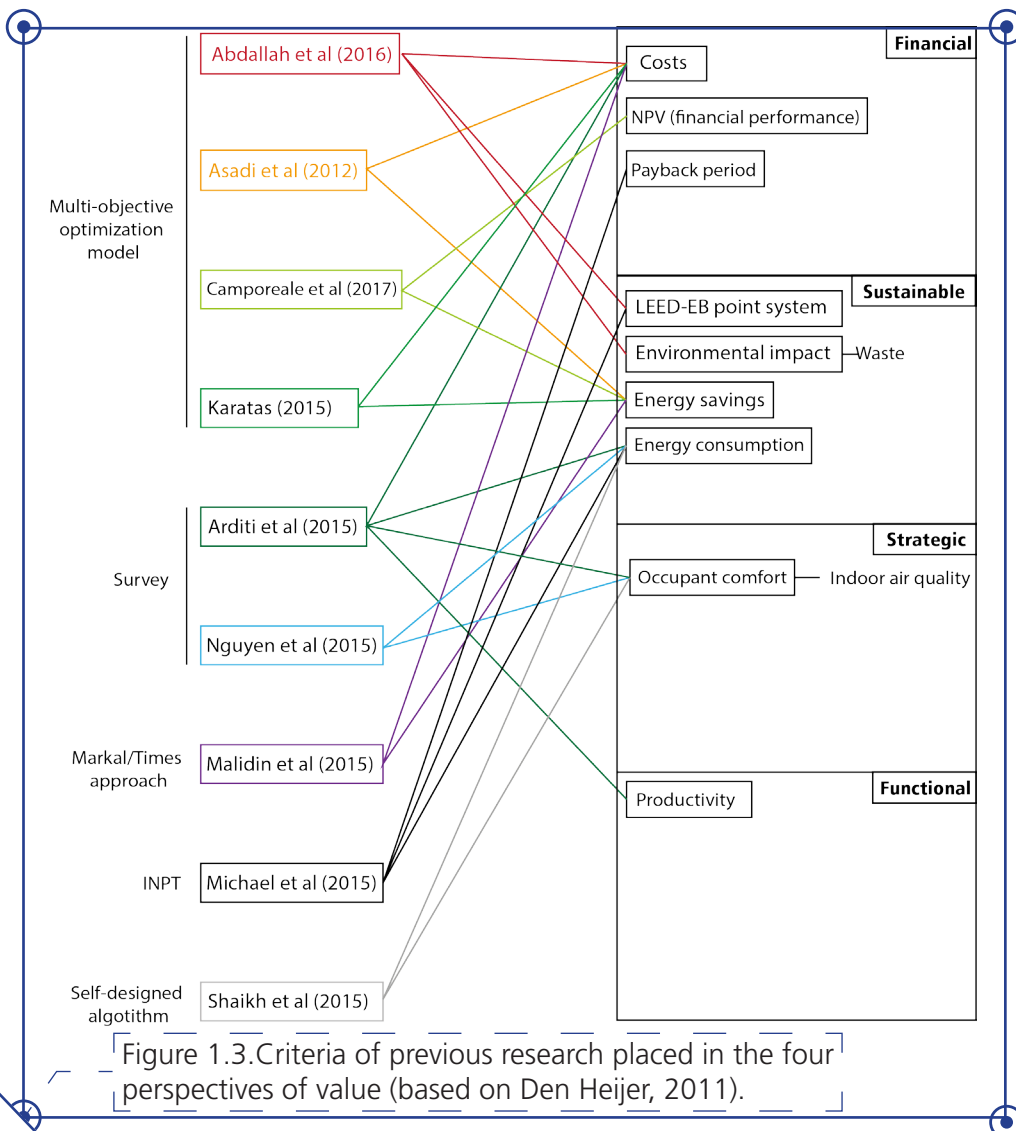 Multi-objective
optimization
model
Survey
Markal/Times
approach
INPT
Self-designed
algotithm
Abdallah et al (2016)
Asadi et al (2012)
Camporeale et al (2017)
Karatas (2015)
Arditi et al (2015)
Nguyen et al (2015)
Malidin et al (2015)
Michael et al (2015)
Shaikh et al (2015)
Financial
Costs
NPV (financial performance)
Payback period
Sustainable
LEED-EB point system
Environmental impact
Waste
Energy savings
Energy consumption
Strategic
Occupant comfort
Indoor air quality
Functional
Productivity
Figure 1.3.Criteria of previous research placed in the four
perspectives of value (based on Den Heijer, 2011).